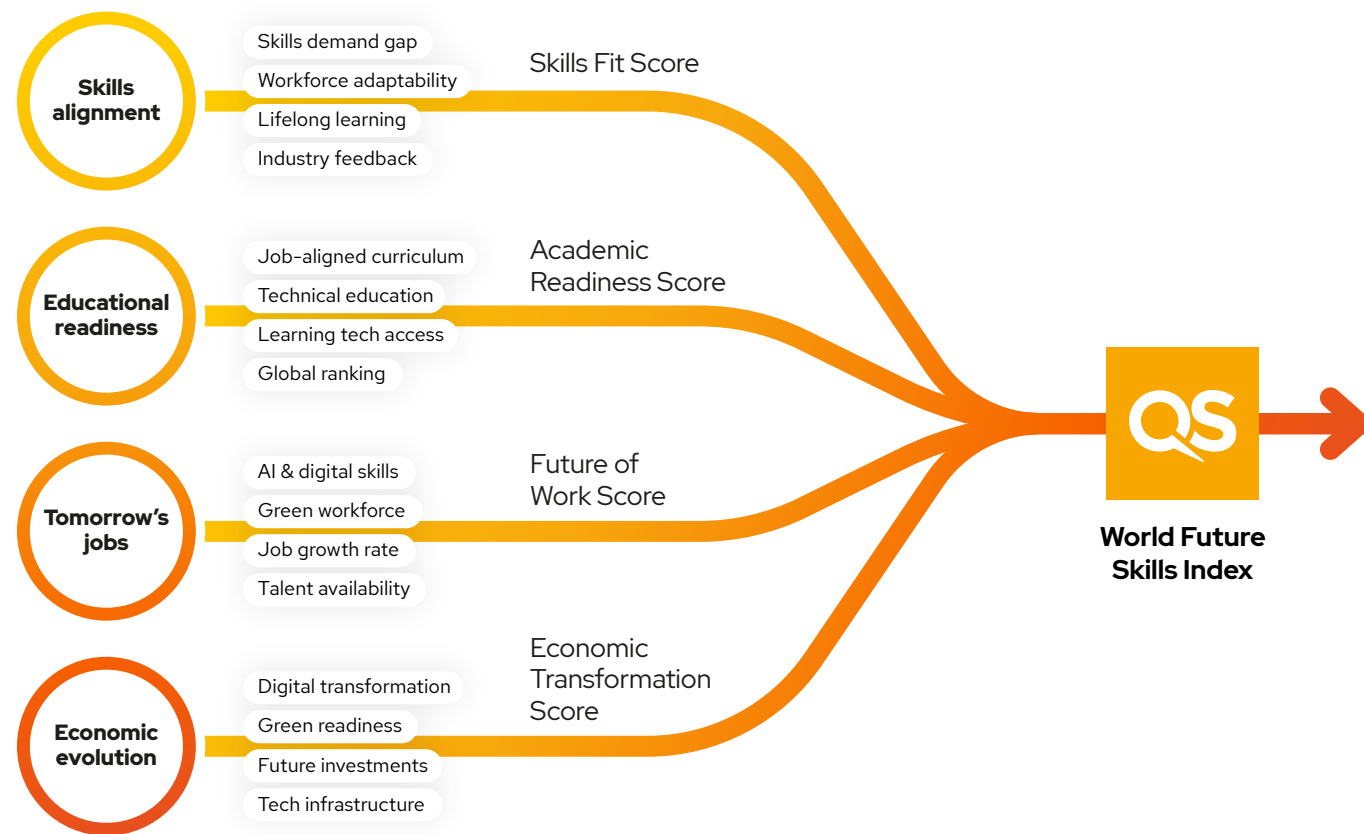 Skills
alignment
Skills demand gap
Workforce adaptability
Lifelong learning
Industry feedback
Skills Fit Score
Educational
readiness
Job-aligned curriculum
Technical education
Learning tech access
Global ranking
Academic
Readiness Score
Tomorrow’s
jobs
AI & digital skills
Green workforce
Job growth rate
Talent availability
Future of
Work Score
Economic
evolution
Digital transformation
Green readiness
Future investments
Tech infrastructure
Economic
Transformation
Score
QS
World Future
Skills Index